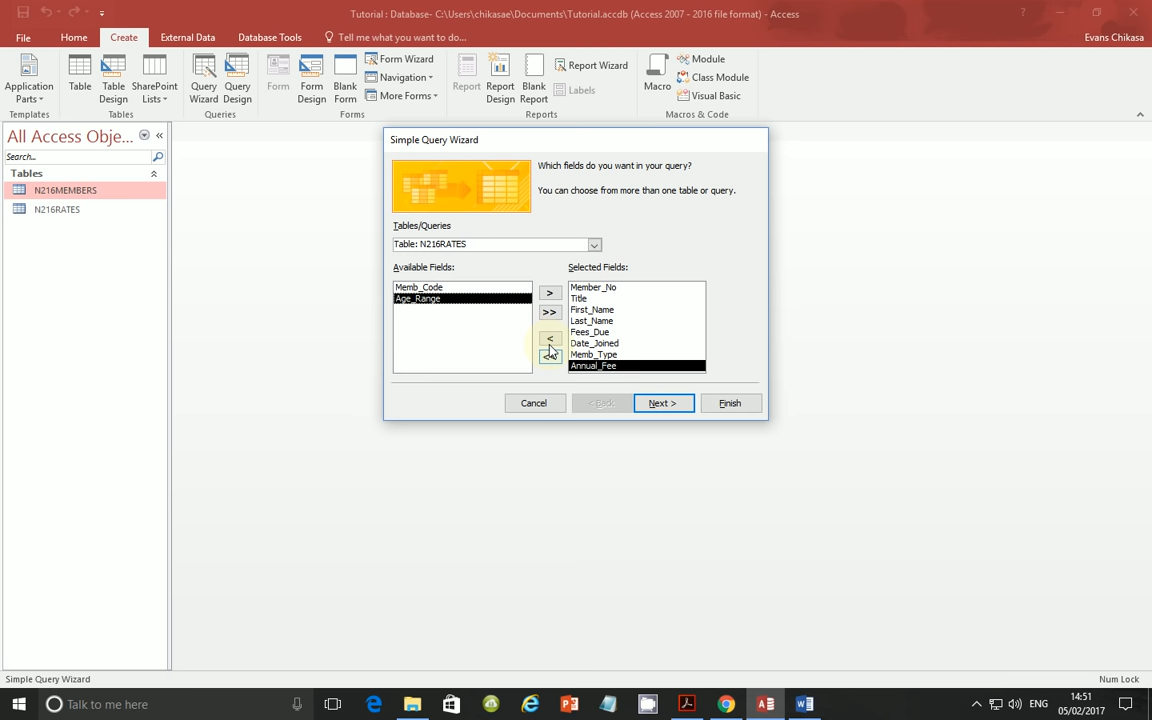 Tutorial : Database- C:\Users\chikasae\Documents\Tutorial.accdb (Access 2007 - 2016 file format) - Access
?
File Home Create External Data Database Tools Tell me what you want to do... Evans Chikasa
Application Parts
Table
Table Design
SharePoint Lists
Query Wizard
Query Design
Form
Form Design
Blank Form
Form Wizard
Navigation
More Forms
Report
Report Design
Blank Report
Report Wizard
Labels
Macro
Module
Class Module
Visual Basic
Templates Tables Queries Forms Reports Macros & Code
All Access Obje... «
Search...
Tables
N216MEMBERS
N216RATES
Simple Query Wizard
Which fields do you want in your query?
You can choose from more than one table or query.
Tables/Queries
Table: N216RATES
Available Fields:
Memb_Code
Age_Range
>
>>
<
<<
Selected Fields:
Member_No
Title
First_Name
Last_Name
Fees_Due
Date_Joined
Memb_Type
Annual_Fee
Cancel < Back Next > Finish
Simple Query Wizard Num Lock
Talk to me here ENG 14:51
05/02/2017